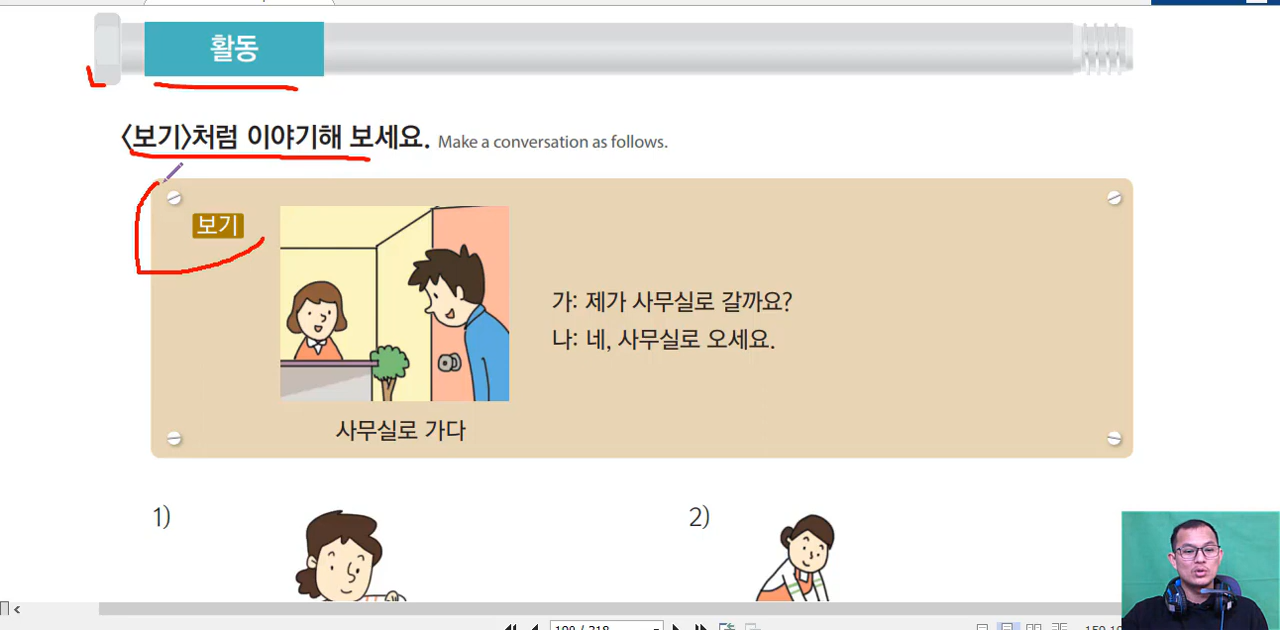 활동
<보기>처럼 이야기해 보세요. Make a conversation as follows.
보기
가: 제가 사무실로 갈까요?
나: 네, 사무실로 오세요.
사무실로 가다
1)
2)